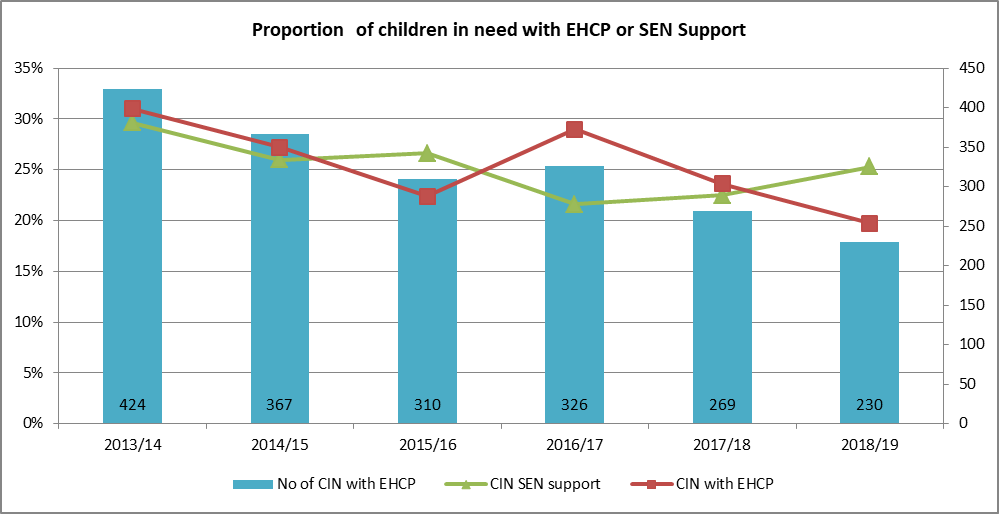 Proportion  of children in need with EHCP or SEN Support
35% 450
30% 400
25% 350
20% 300
15% 250
10% 200
5% 150
0% 100
50
0
424 367 310 326 269 230
2013/14 2014/15 2015/16 2016/17 2017/18 2018/19
No of CIN with EHCP CIN SEN support CIN with EHCP